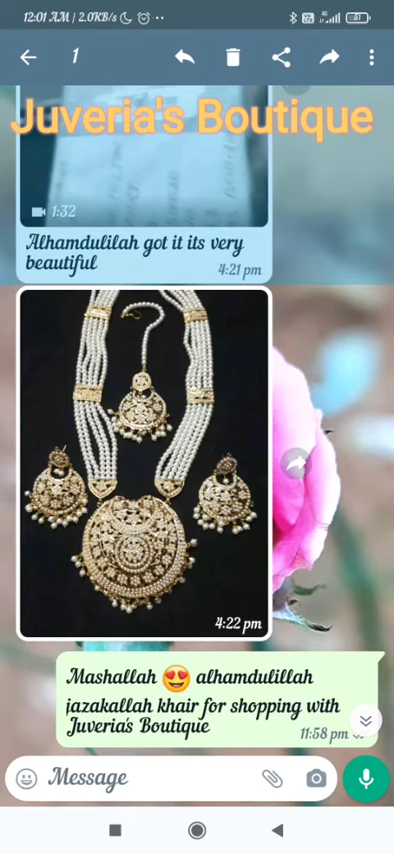 12:01 AM | 2.0KB/s
1
Juveria's Boutique
1:32
Alhamdulilah got it its very
beautiful
4:21 pm
4:22 pm
Mashallah 😍 alhamdulillah
jazakallah khair for shopping with
Juveria's Boutique
11:58 pm
Message